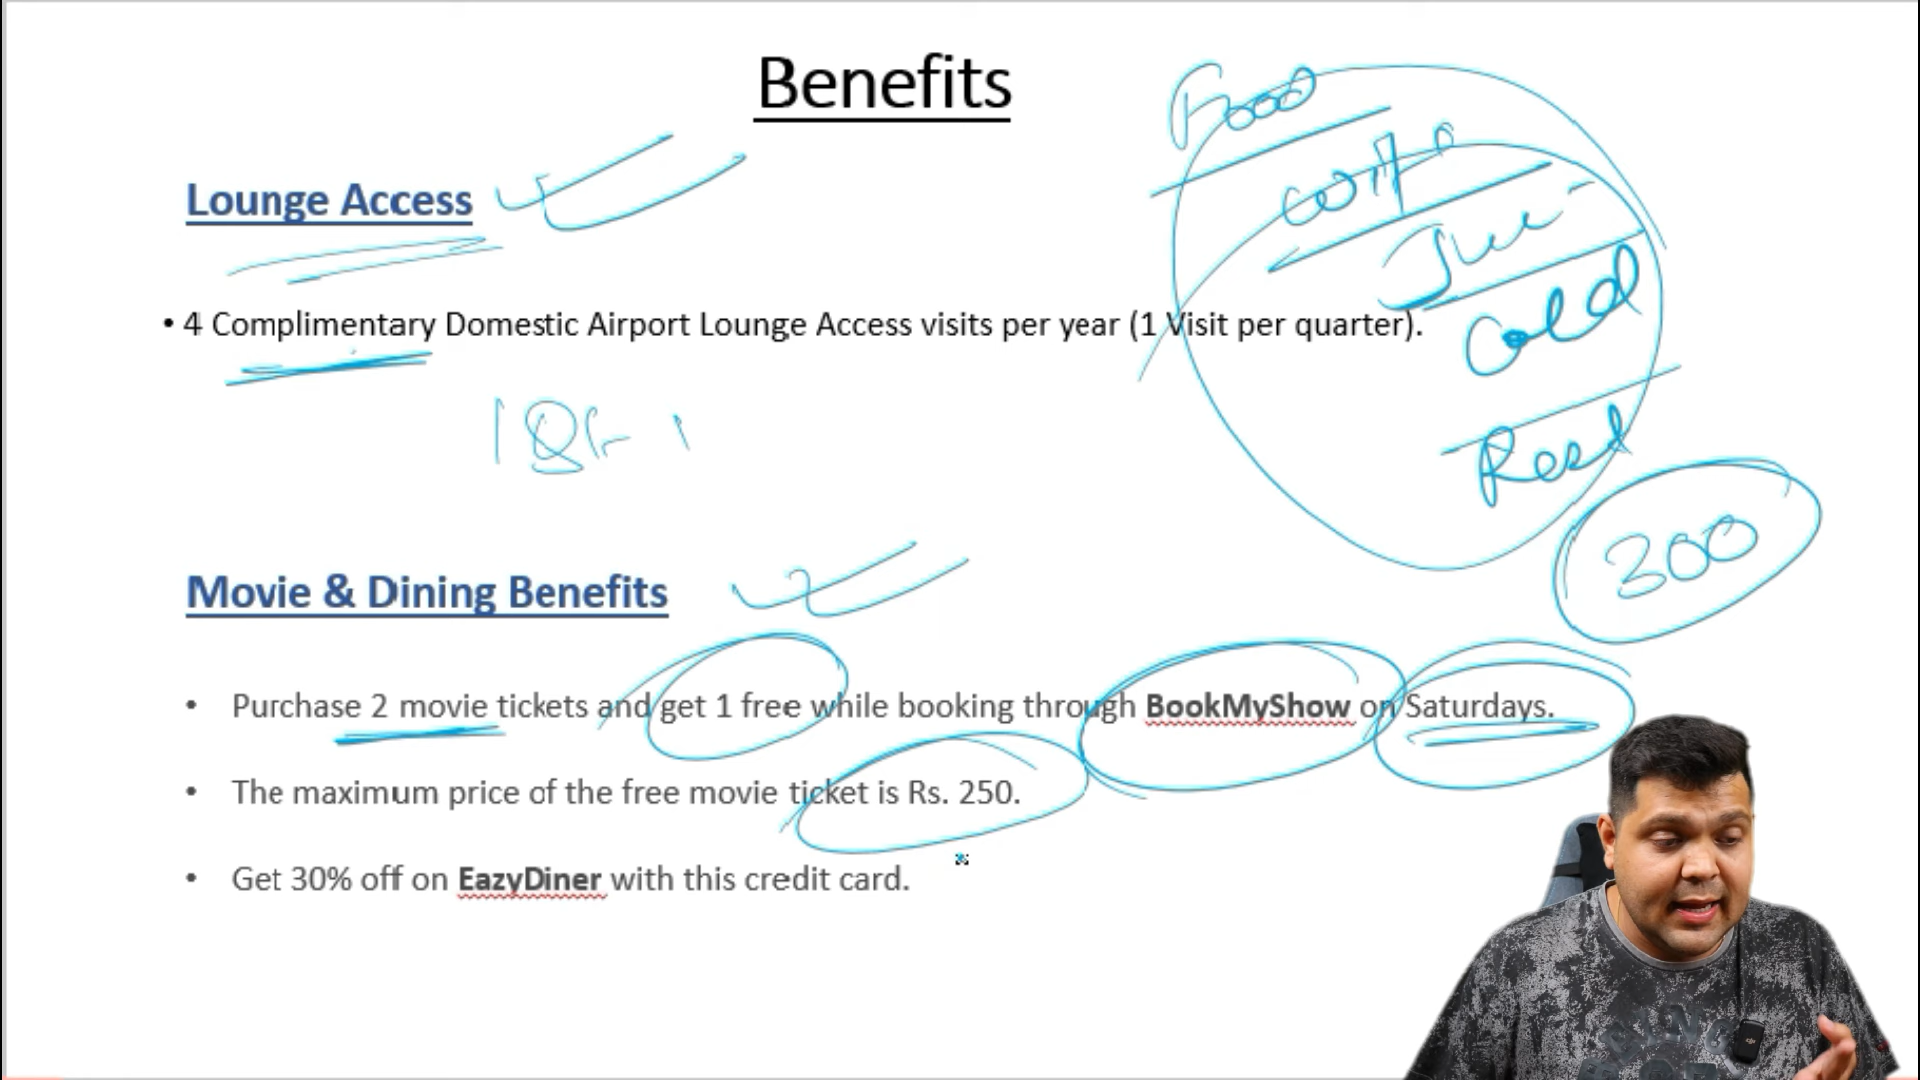 Benefits
Food
Lounge Access
Cold
• 4 Complimentary Domestic Airport Lounge Access visits per year (1 Visit per quarter).
300
Movie & Dining Benefits
• Purchase 2 movie tickets and get 1 free while booking through BookMyShow on Saturdays.
• The maximum price of the free movie ticket is Rs. 250.
• Get 30% off on EazyDiner with this credit card.